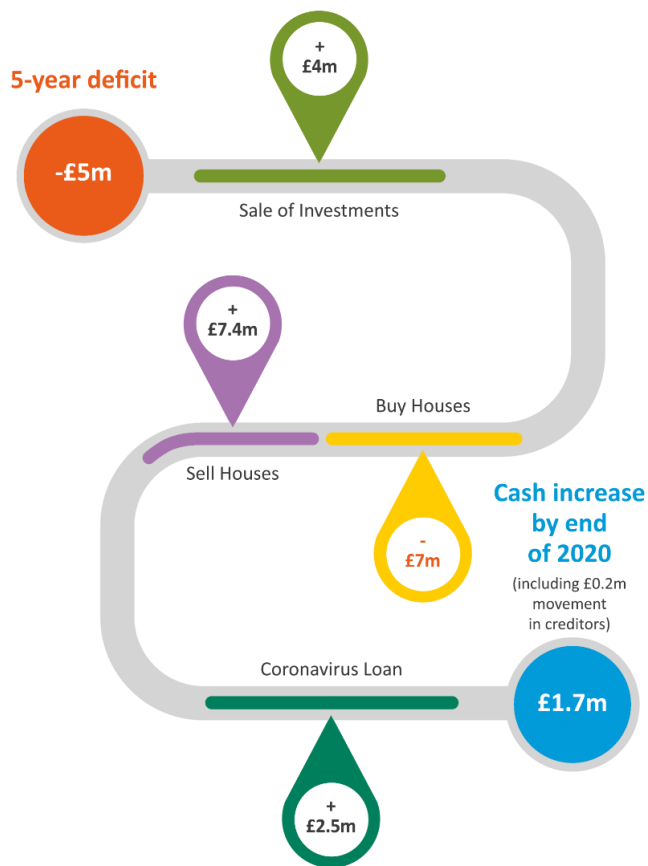 +
£4m
5-year deficit
-£5m
Sale of Investments
+
£7.4m
Buy Houses
Sell Houses
-
£7m
Cash increase
by end
of 2020
(including £0.2m
movement
in creditors)
Coronavirus Loan
£1.7m
+
£2.5m